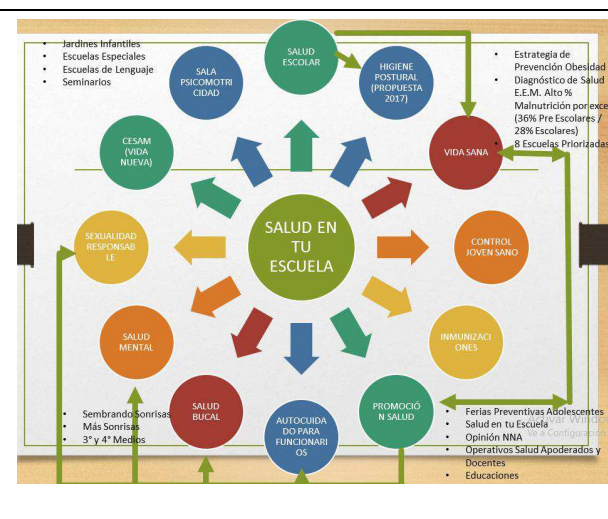 • Jardines Infantiles
• Escuelas Especiales
• Escuelas de Lenguaje
• Seminarios
SALA
PSICOMOTRI
CIDAD
SALUD
ESCOLAR
HIGIENE
POSTURAL
(PROPUESTA
2017)
• Estrategia de
Prevención Obesidad
• Diagnóstico de Salud
E.E.M. Alto %
Malnutrición por exce
(36% Pre Escolares /
28% Escolares)
• 8 Escuelas Priorizadas
CESAM
(VIDA
NUEVA)
VIDA SANA
SEXUALIDAD
RESPONSAB
LE
SALUD EN
TU
ESCUELA
CONTROL
JOVEN SANO
SALUD
MENTAL
INMUNIZACI
ONES
• Sembrando Sonrisas
• Más Sonrisas
• 3° y 4° Medios
SALUD
BUCAL
AUTOCUIDA
DO PARA
FUNCIONARI
OS
PROMOCIÓ
N SALUD
• Ferias Preventivas Adolescentes
• Salud en tu Escuela
• Opinión NNA
• Operativos Salud Apoderados y
Docentes
• Educaciones
Activar Window
Ve a Configuración